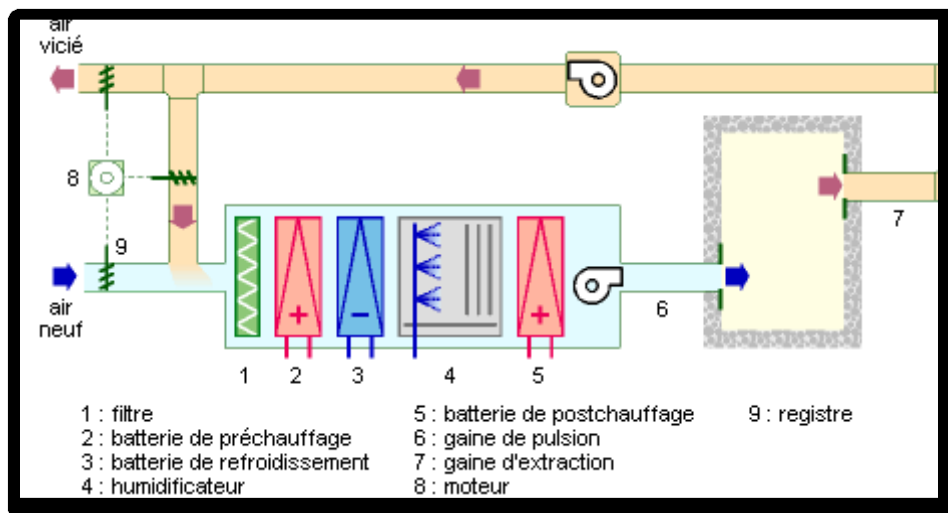 air
vicié
8
9
7
air
neuf
+
−
+
6
1 2 3 4 5
1 : filtre
2 : batterie de préchauffage
3 : batterie de refroidissement
4 : humidificateur
5 : batterie de postchauffage
6 : gaine de pulsion
7 : gaine d'extraction
8 : moteur
9 : registre